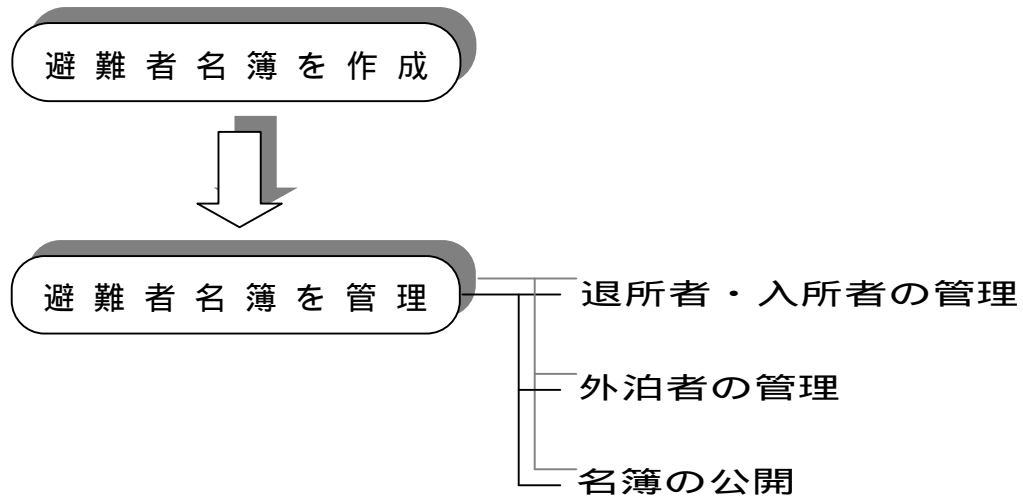 避難者名簿を作成
避難者名簿を管理
退所者・入所者の管理
外泊者の管理
名簿の公開